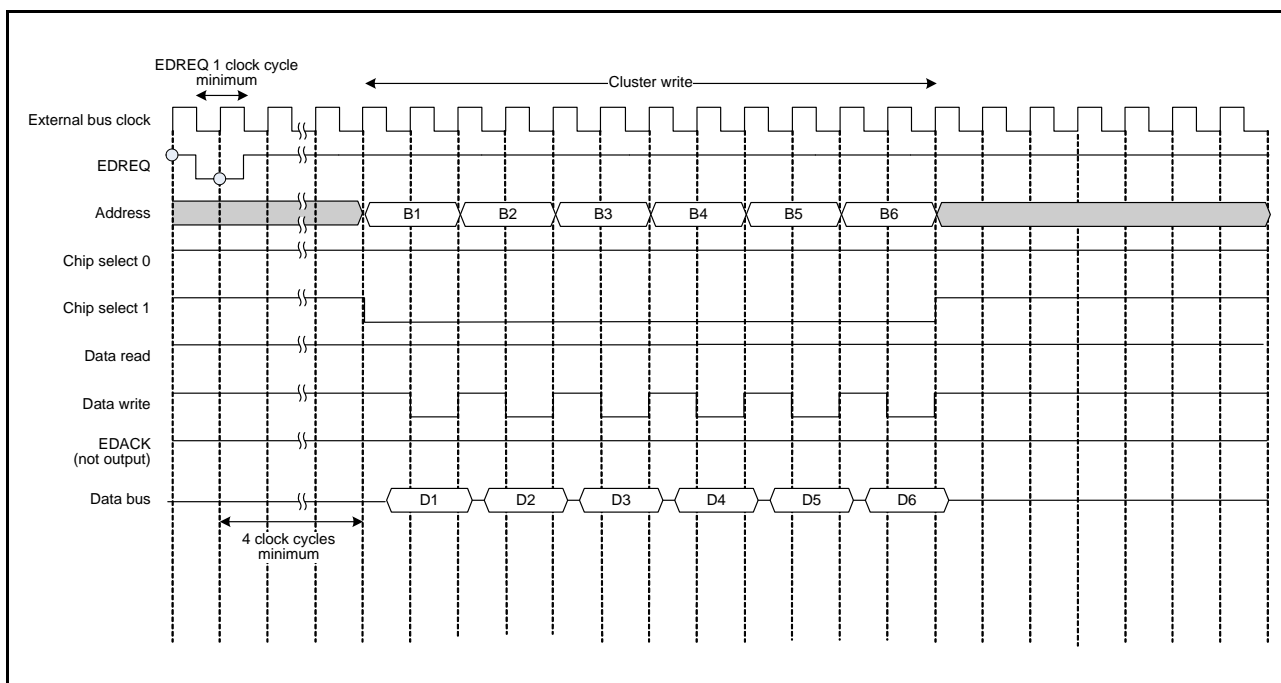 EDREQ 1 clock cycle
minimum
Cluster write
External bus clock
EDREQ
Address
B1 B2 B3 B4 B5 B6
Chip select 0
Chip select 1
Data read
Data write
EDACK
(not output)
Data bus
D1 D2 D3 D4 D5 D6
4 clock cycles
minimum